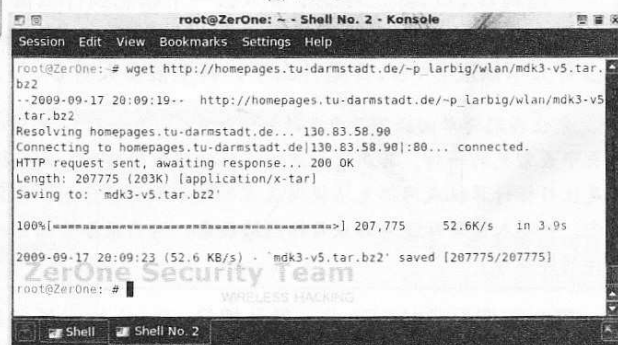 root@ZerOne: ~ - Shell No. 2 - Konsole
Session Edit View Bookmarks Settings Help
root@ZerOne:~# wget http://homepages.tu-darmstadt.de/~p_larbig/wlan/mdk3-v5.tar.
bz2
--2009-09-17 20:09:19-- http://homepages.tu-darmstadt.de/~p_larbig/wlan/mdk3-v5
.tar.bz2
Resolving homepages.tu-darmstadt.de... 130.83.58.90
Connecting to homepages.tu-darmstadt.de|130.83.58.90|:80... connected.
HTTP request sent, awaiting response... 200 OK
Length: 207775 (203K) [application/x-tar]
Saving to: `mdk3-v5.tar.bz2'
100%[======================================>] 207,775 52.6K/s in 3.9s
2009-09-17 20:09:23 (52.6 KB/s) - `mdk3-v5.tar.bz2' saved [207775/207775]
ZerOne Security Team
WIRELESS HACKING
root@ZerOne:~#
Shell Shell No. 2